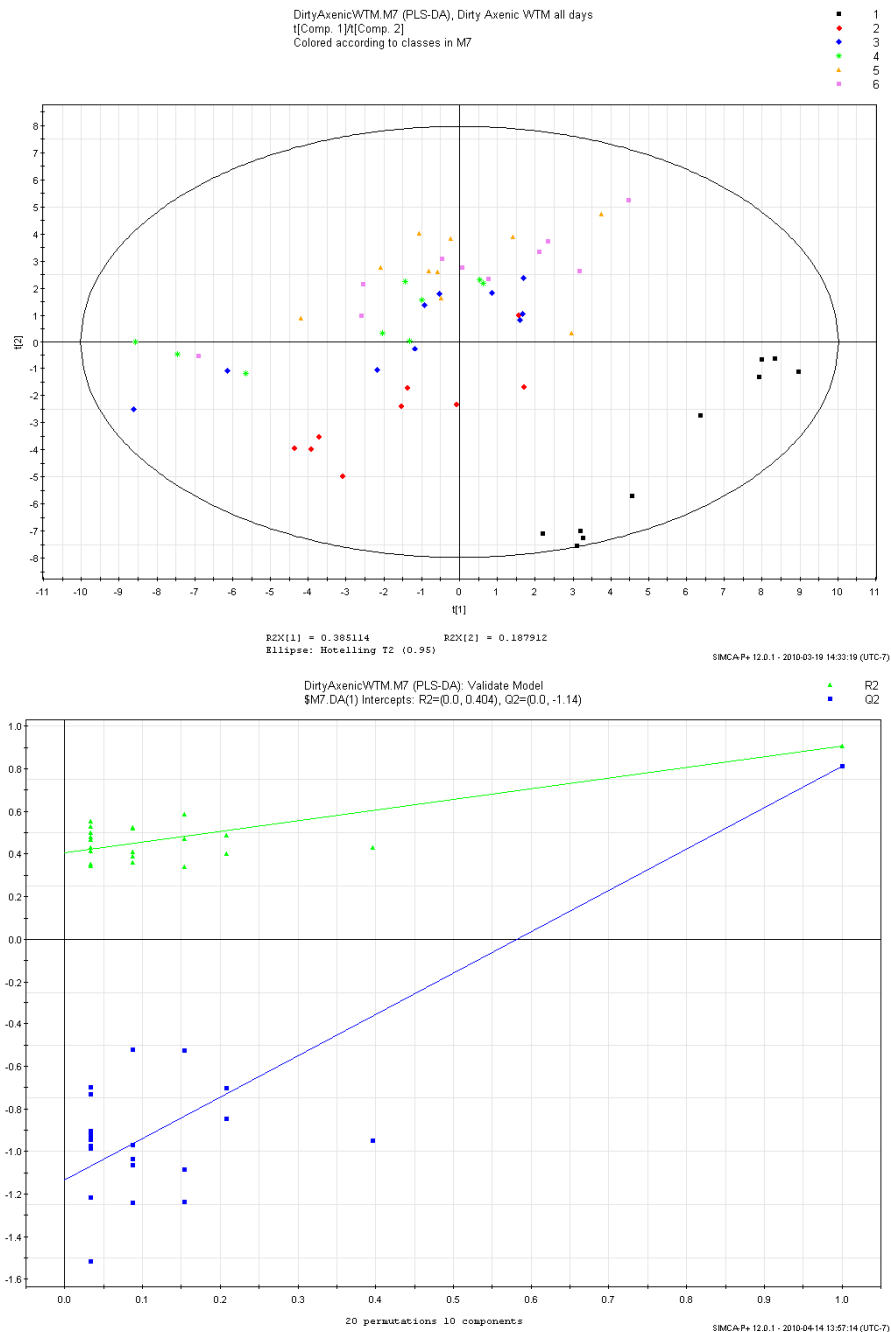 DirtyAxenicWTM.M7 (PLS-DA), Dirty Axenic WTM all days
t[Comp. 1]/t[Comp. 2]
Colored according to classes in M7
1
2
3
4
5
6
8
7
6
5
4
3
2
1
0
-1
-2
-3
-4
-5
-6
-7
-8
t[2]
-11 -10 -9 -8 -7 -6 -5 -4 -3 -2 -1 0 1 2 3 4 5 6 7 8 9 10 11
t[1]
R2X[1] = 0.385114 R2X[2] = 0.187912
Ellipse: Hotelling T2 (0.95)
SIMCA-P+ 12.0.1 - 2010-03-19 14:33:19 (UTC-7)
DirtyAxenicWTM.M7 (PLS-DA): Validate Model
$M7.DA(1) Intercepts: R2=(0.0, 0.404), Q2=(0.0, -1.14)
R2
Q2
1.0
0.8
0.6
0.4
0.2
0.0
-0.2
-0.4
-0.6
-0.8
-1.0
-1.2
-1.4
-1.6
0.0 0.1 0.2 0.3 0.4 0.5 0.6 0.7 0.8 0.9 1.0
20 permutations 10 components
SIMCA-P+ 12.0.1 - 2010-04-14 13:57:14 (UTC-7)